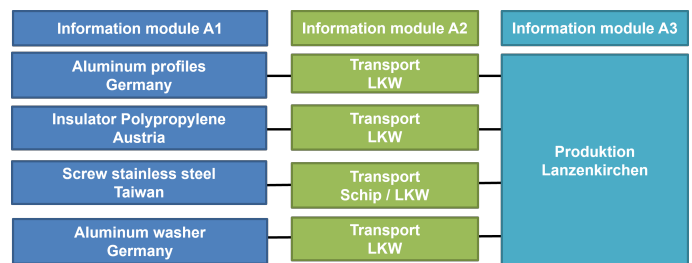 Information module A1
Information module A2
Information module A3
Aluminum profiles
Germany
Transport
LKW
Insulator Polypropylene
Austria
Transport
LKW
Screw stainless steel
Taiwan
Transport
Schip / LKW
Aluminum washer
Germany
Transport
LKW
Produktion
Lanzenkirchen